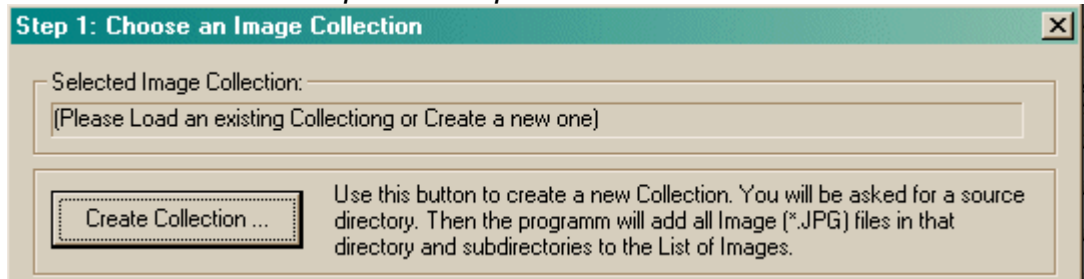 Step 1: Choose an Image Collection
Selected Image Collection:
(Please Load an existing Collectiong or Create a new one)
Create Collection ...
Use this button to create a new Collection. You will be asked for a source
directory. Then the programm will add all Image (*.JPG) files in that
directory and subdirectories to the List of Images.